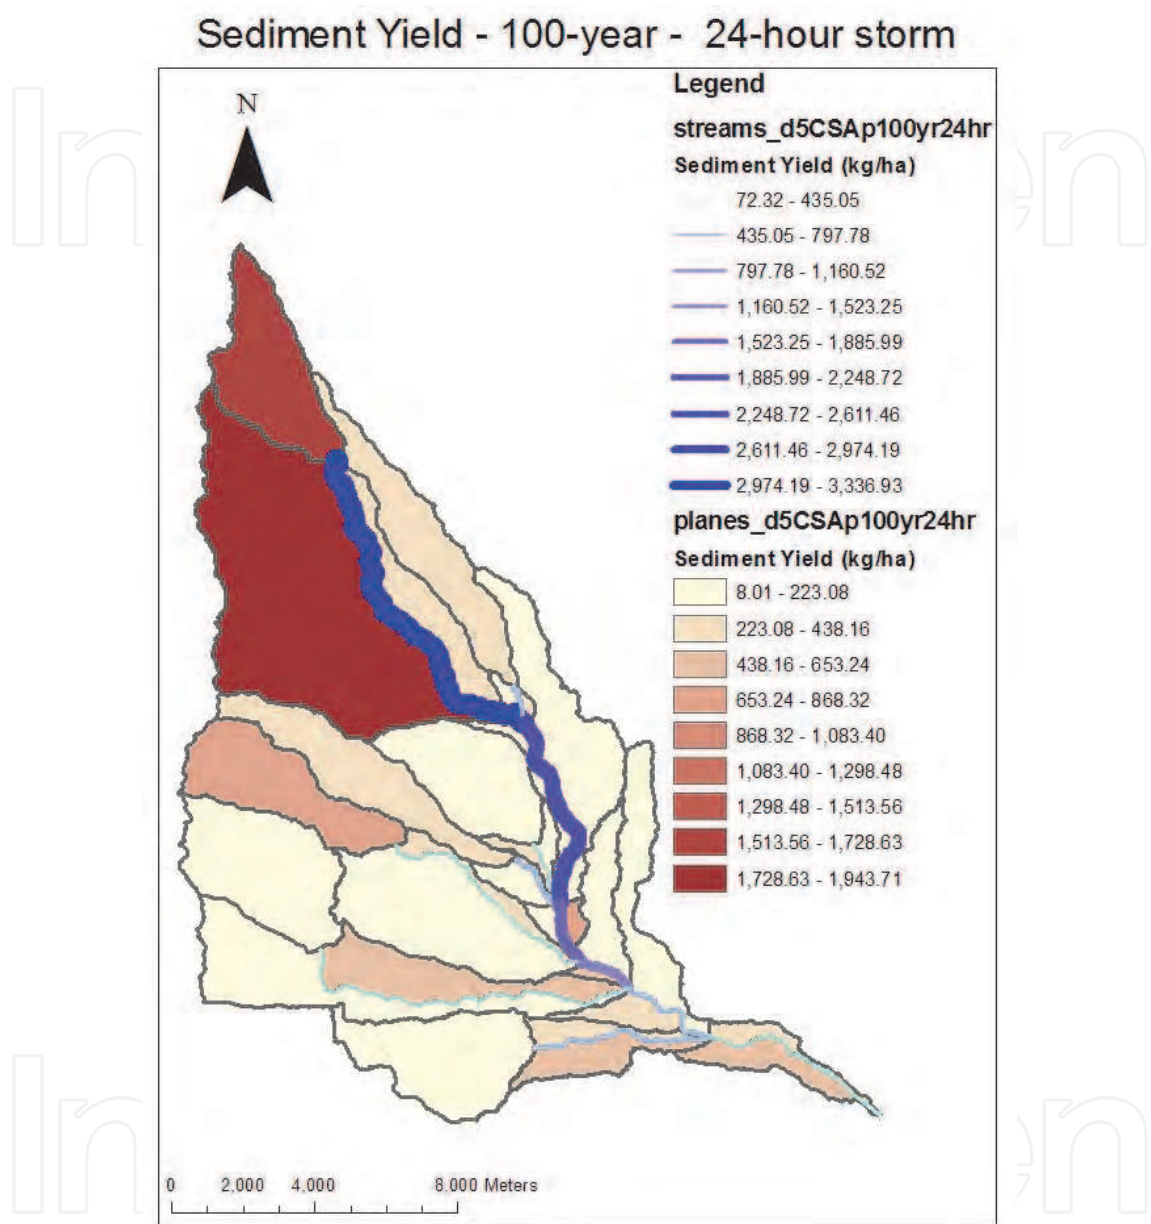 Sediment Yield - 100-year - 24-hour storm
N
Legend
streams_d5CSAp100yr24hr
Sediment Yield (kg/ha)
72.32 - 435.05
435.05 - 797.78
797.78 - 1,160.52
1,160.52 - 1,523.25
1,523.25 - 1,885.99
1,885.99 - 2,248.72
2,248.72 - 2,611.46
2,611.46 - 2,974.19
2,974.19 - 3,336.93
planes_d5CSAp100yr24hr
Sediment Yield (kg/ha)
8.01 - 223.08
223.08 - 438.16
438.16 - 653.24
653.24 - 868.32
868.32 - 1,083.40
1,083.40 - 1,298.48
1,298.48 - 1,513.56
1,513.56 - 1,728.63
1,728.63 - 1,943.71
0 2,000 4,000 8,000 Meters